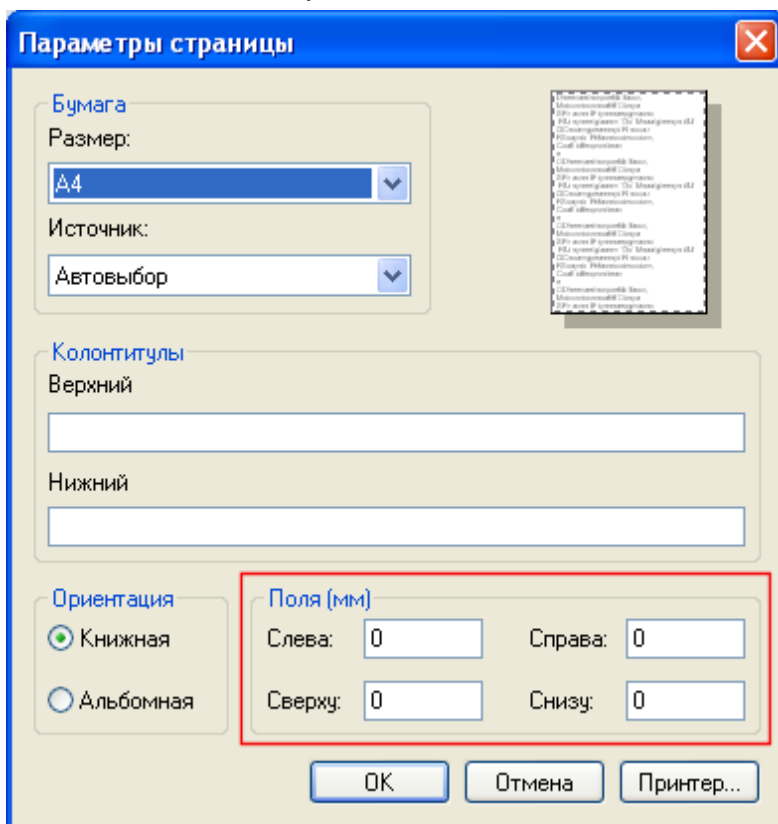 Параметры страницы
Бумага
Размер:
A4
Источник:
Автовыбор
Колонтитулы
Верхний
Нижний
Ориентация
Книжная
Альбомная
Поля (мм)
Слева: 0 Справа: 0
Сверху: 0 Снизу: 0
OK Отмена Принтер...